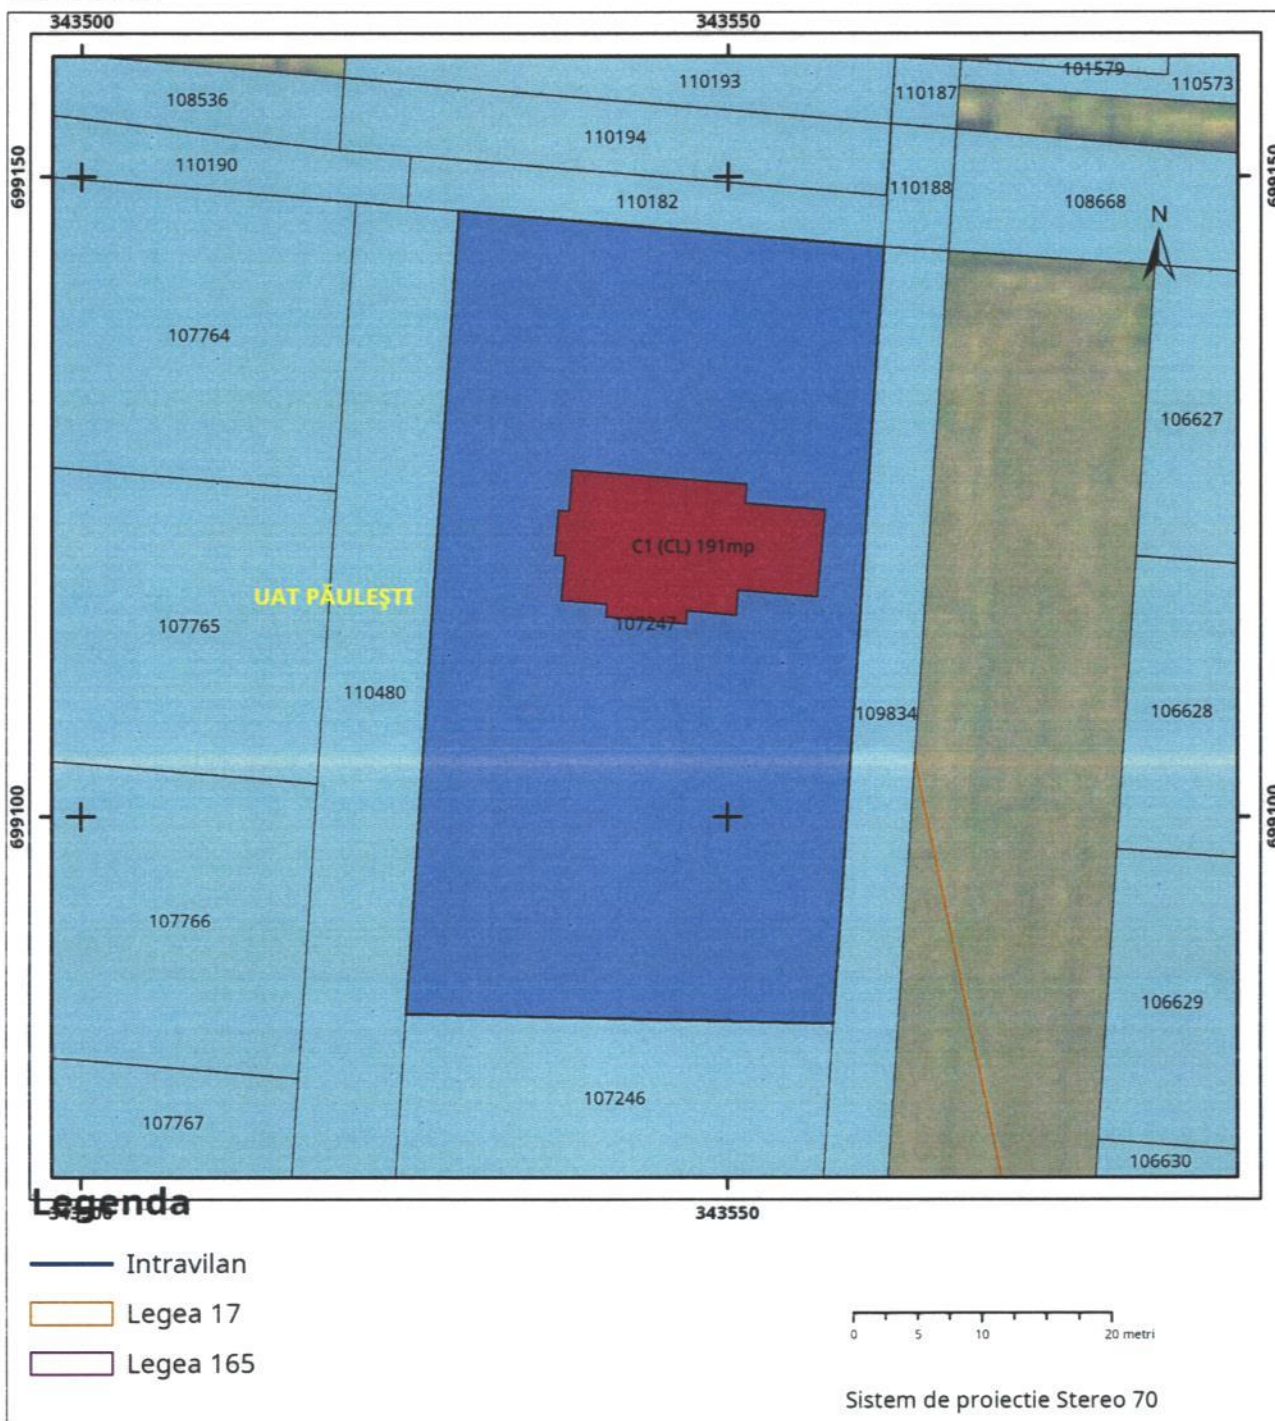 343500 343550
110193
101579
110573
108536
110187
110194
699150 699150
110190
110188
110182
108668
N
107764
106627
C1 (CL) 191mp
UAT PĂULEŞTI
107765
107247
110480
109834
106628
699100 699100
107766
106629
107246
107767
106630
Legenda
343500 343550
Intravilan
Legea 17
Legea 165
0 5 10 20 metri
Sistem de proiectie Stereo 70